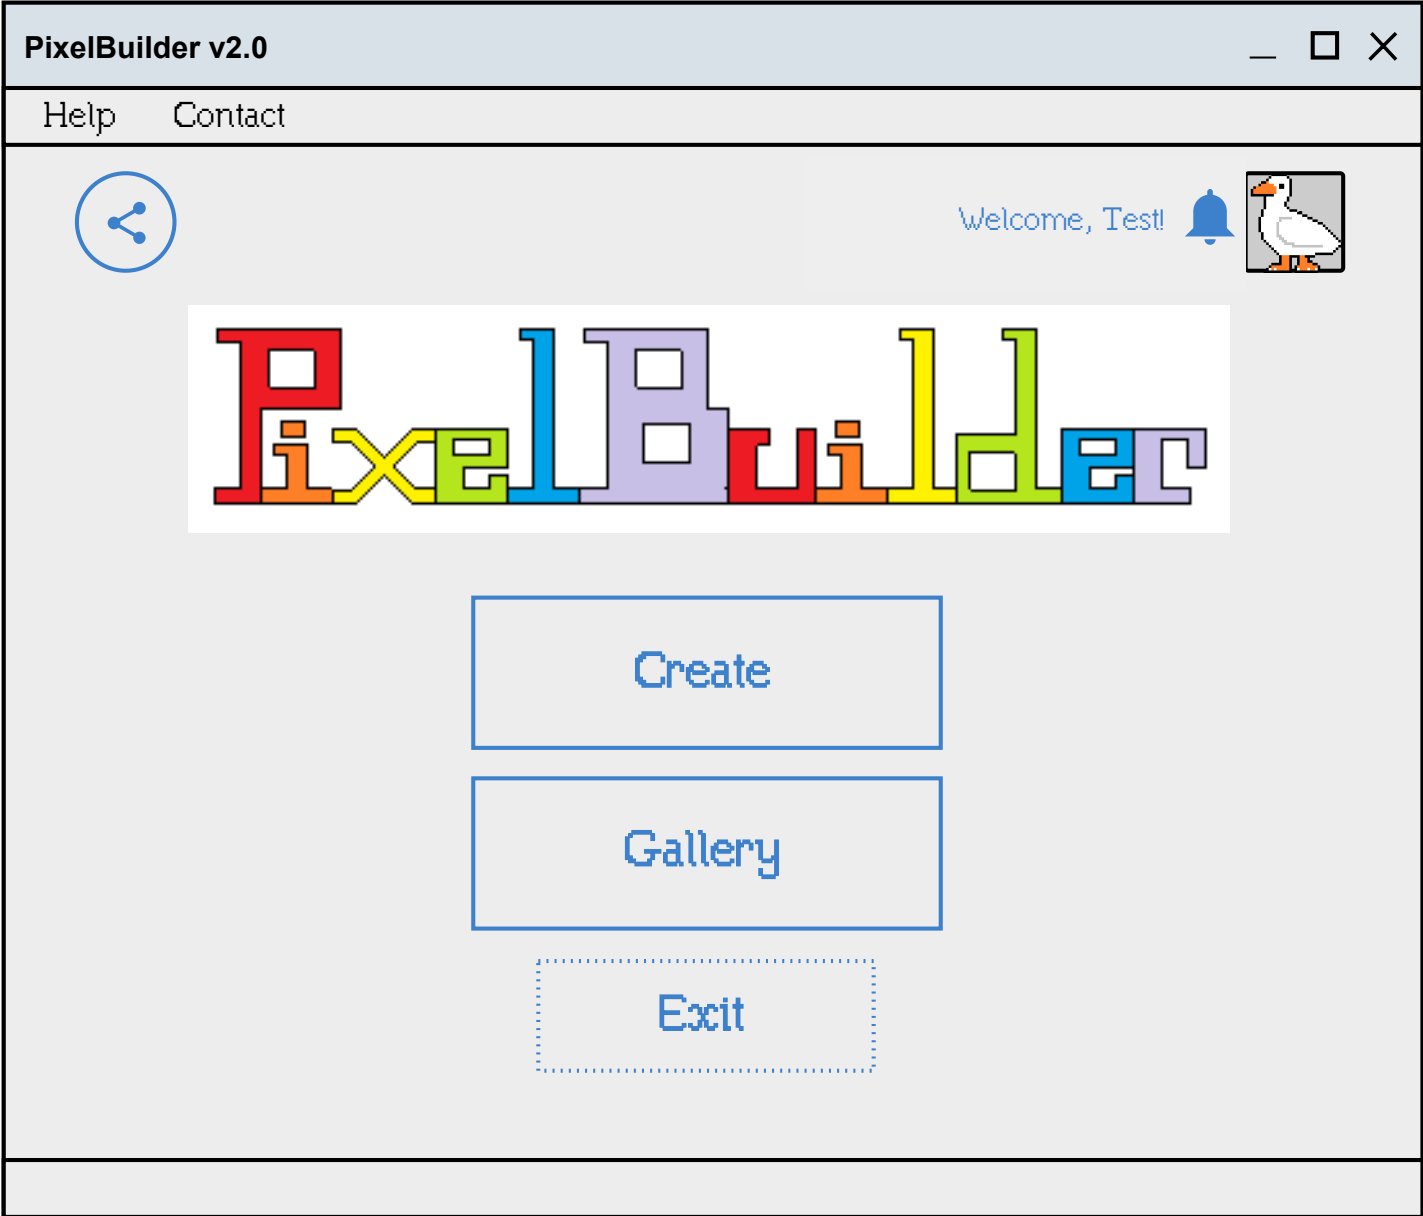 PixelBuilder v2.0
Help Contact
Welcome, Test!
PixelBuilder
Create
Gallery
Exit